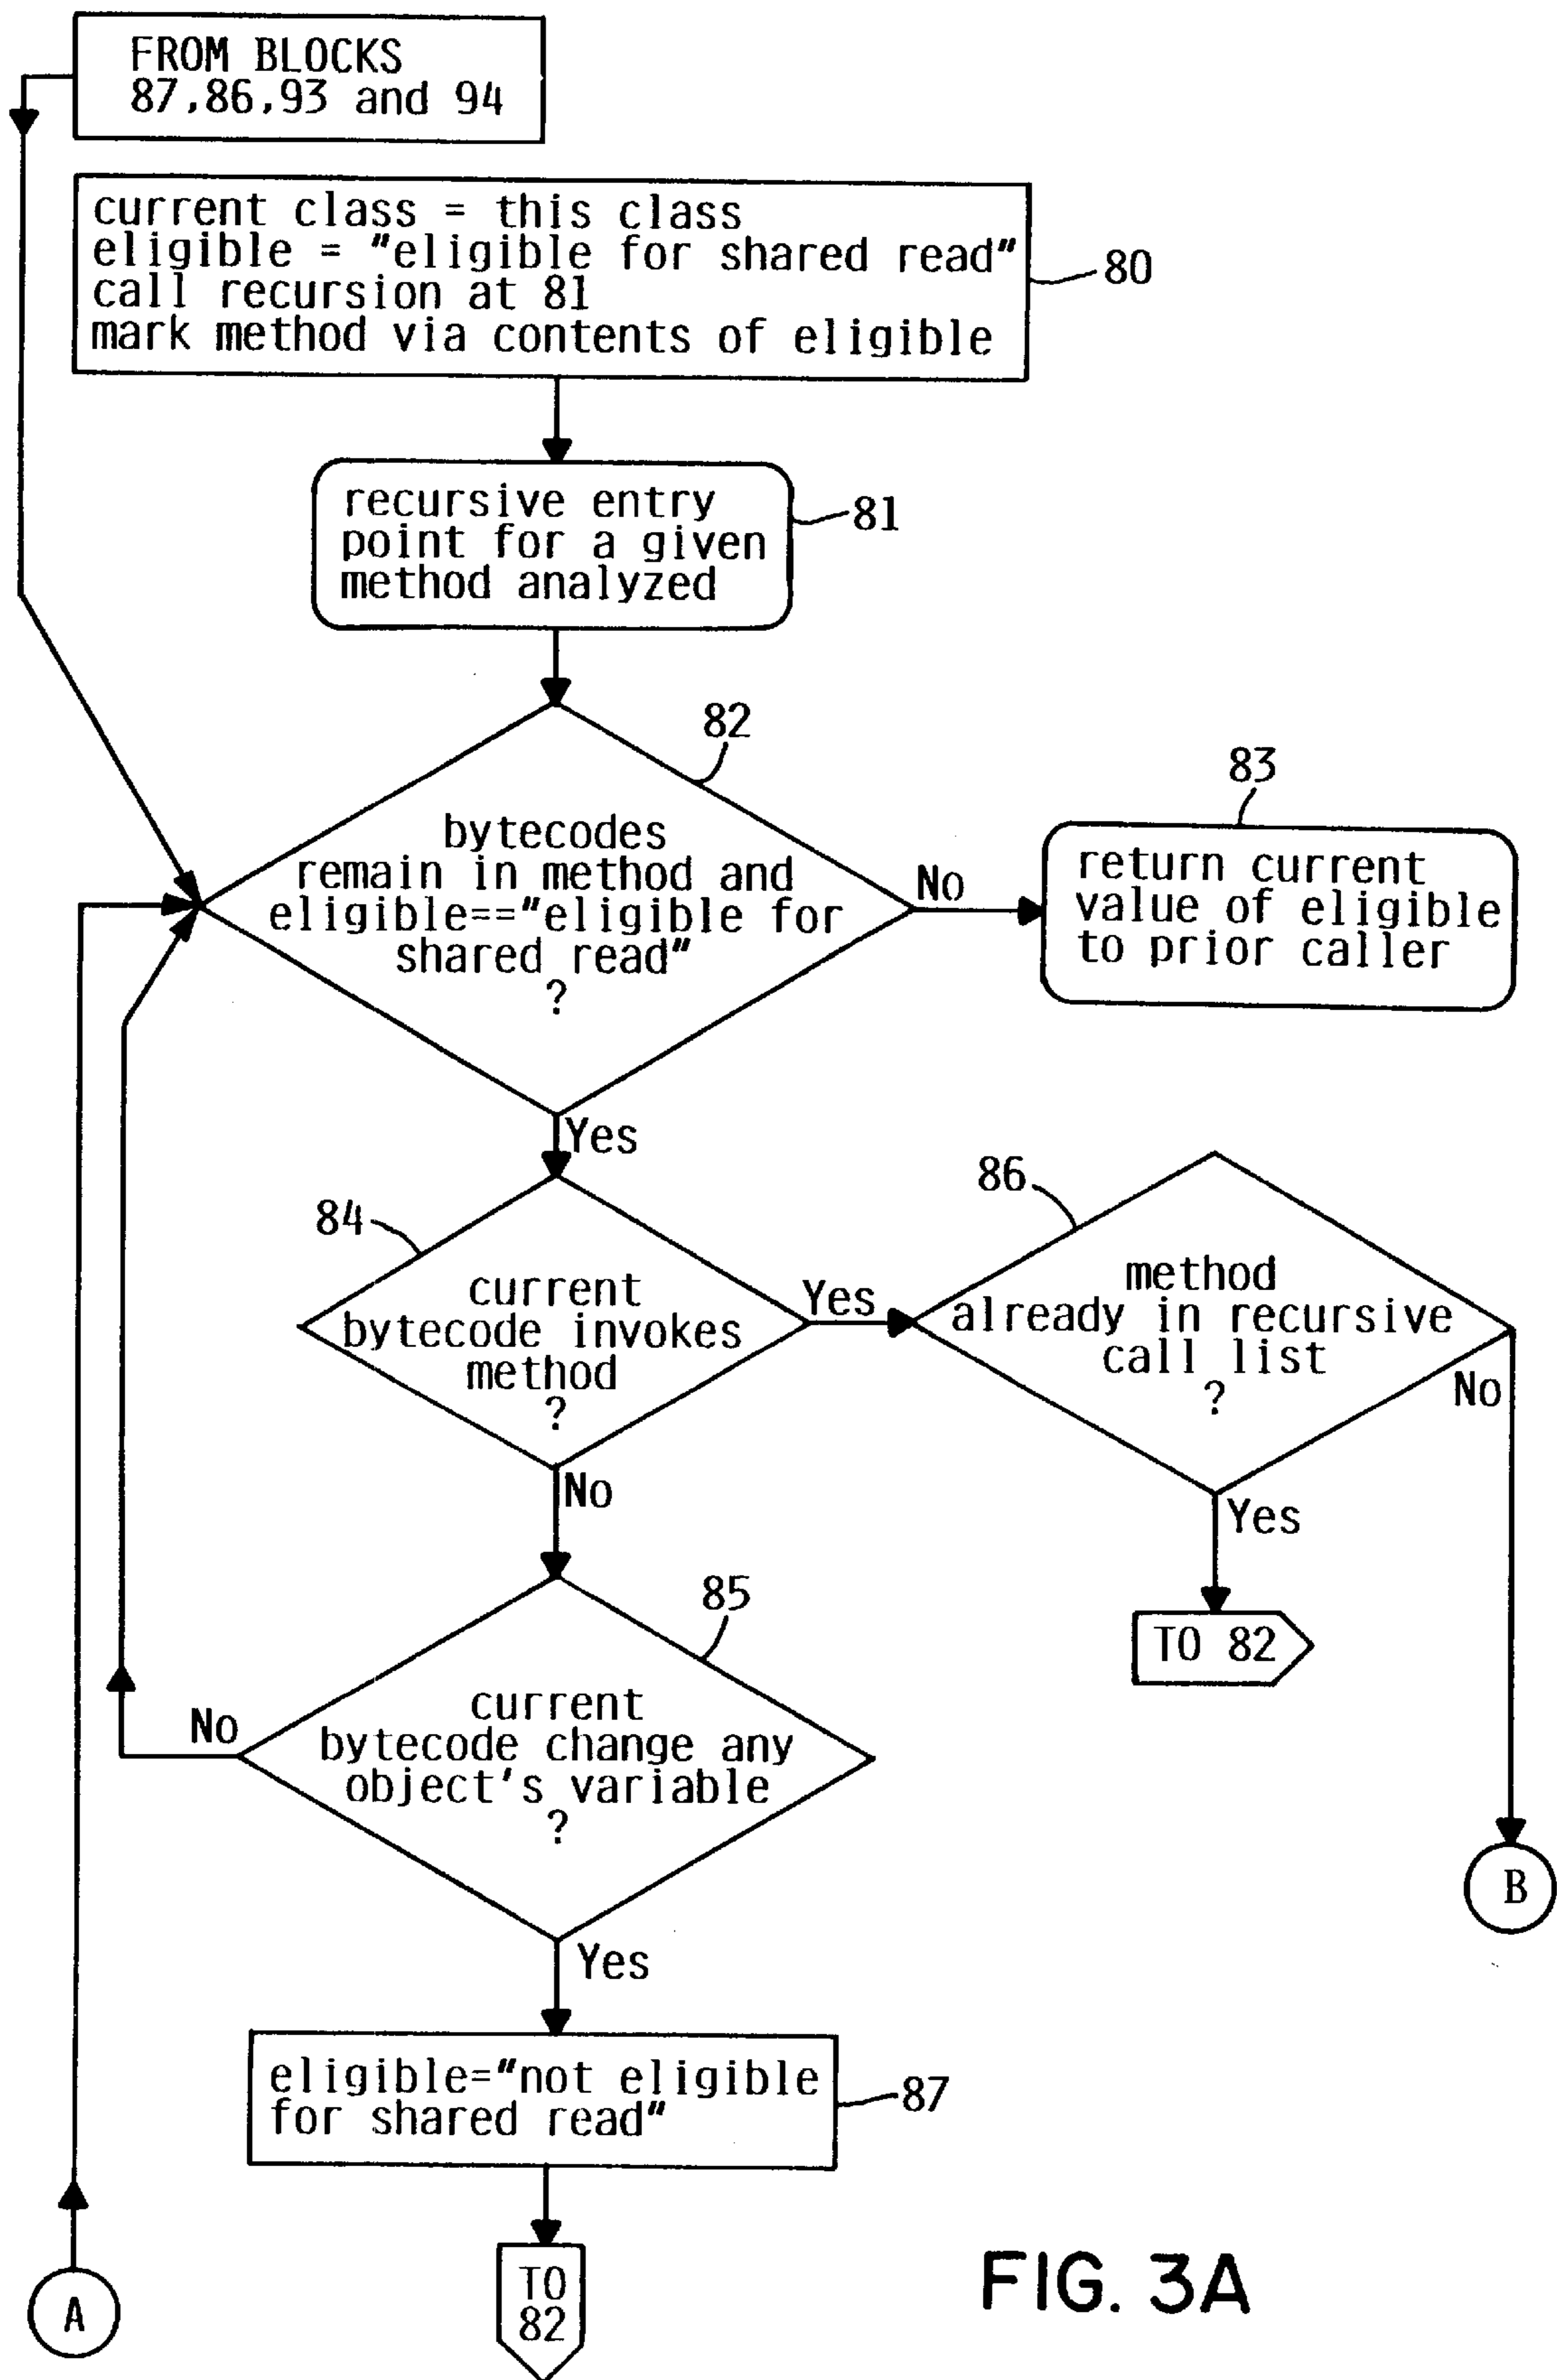 FROM BLOCKS
87,86,93 and 94
current class = this class
eligible = "eligible for shared read"
call recursion at 81
mark method via contents of eligible
80
recursive entry
point for a given
method analyzed
81
82
bytecodes
remain in method and
eligible=="eligible for
shared read"
?
No
83
return current
value of eligible
to prior caller
Yes
84
current
bytecode invokes
method
?
Yes
86
method
already in recursive
call list
?
No
Yes
TO 82
No
85
current
bytecode change any
object's variable
?
No
B
Yes
eligible="not eligible
for shared read"
87
TO
82
A
FIG. 3A